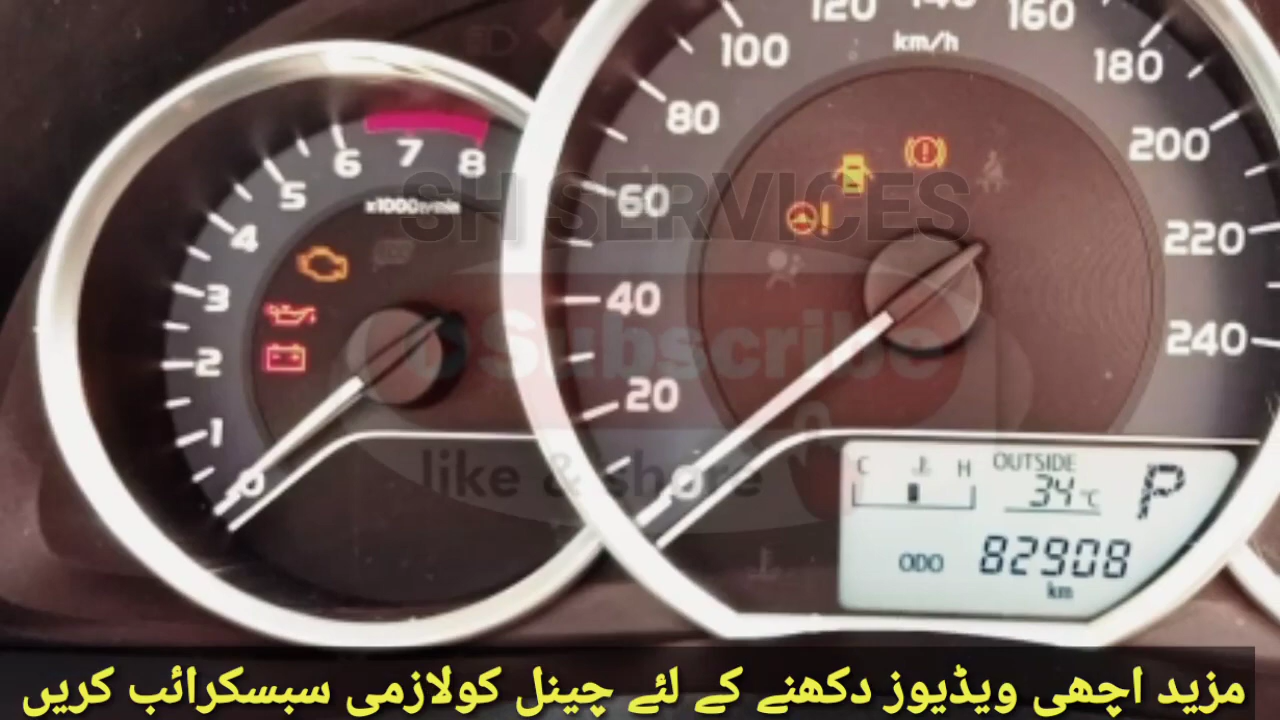 120 140 160
km/h
100
180
80
200
6 7 8
5
x1000r/min
SH SERVICES
60
4
220
3
40
Subscribe
240
2
20
1
like & share
0
0
C H OUTSIDE
34°C
P
ODO 82908
km
مزید اچھی ویڈیوز دکھنے کے لئے چینل کولازمی سبسکرائب کریں